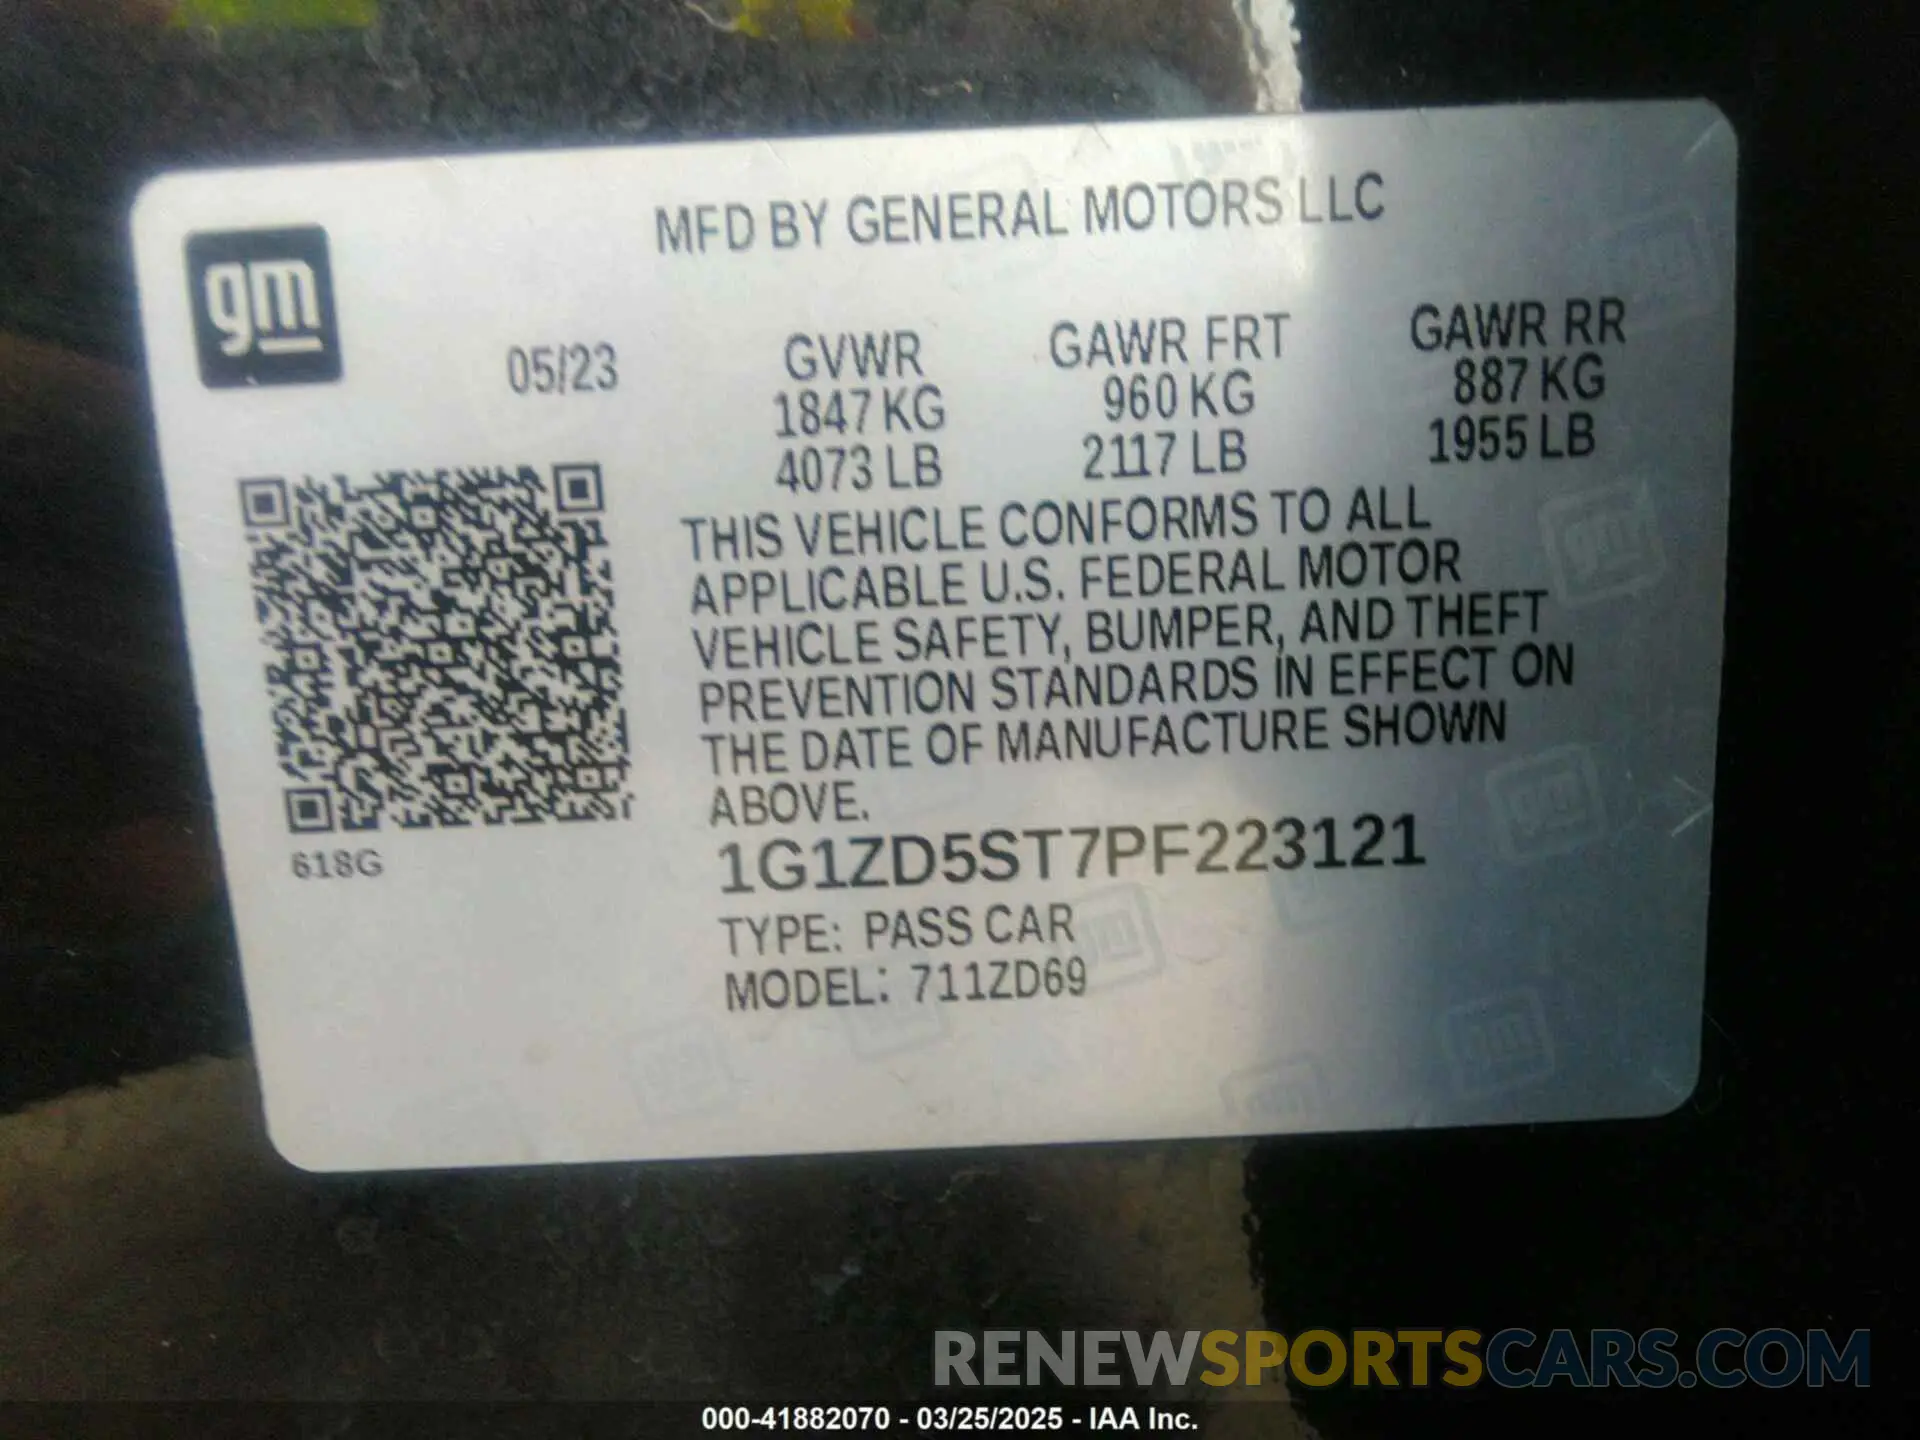 MFD BY GENERAL MOTORS LLC
gm
05/23
GVWR
1847 KG
4073 LB
GAWR FRT
960 KG
2117 LB
GAWR RR
887 KG
1955 LB
THIS VEHICLE CONFORMS TO ALL
APPLICABLE U.S. FEDERAL MOTOR
VEHICLE SAFETY, BUMPER, AND THEFT
PREVENTION STANDARDS IN EFFECT ON
THE DATE OF MANUFACTURE SHOWN
ABOVE.
618G
1G1ZD5ST7PF223121
TYPE: PASS CAR
MODEL: 711ZD69
RENEWSPORTSCARS.COM
000-41882070 - 03/25/2025 - IAA Inc.